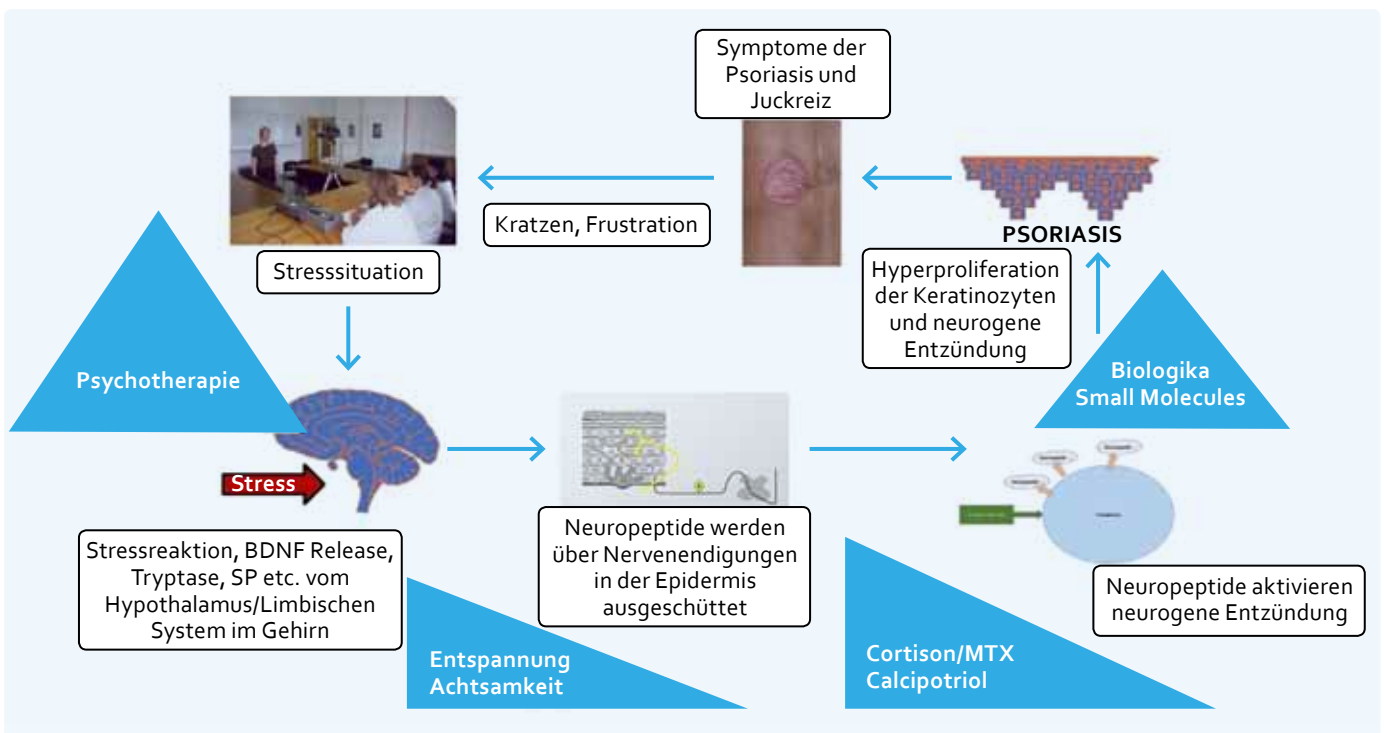 Symptome der
Psoriasis und
Juckreiz
Kratzen, Frustration
Stresssituation
PSORIASIS
Hyperproliferation
der Keratinozyten
und neurogene
Entzündung
Psychotherapie
Biologika
Small Molecules
Stress
Stressreaktion, BDNF Release,
Tryptase, SP etc. vom
Hypothalamus/Limbischen
System im Gehirn
Neuropeptide werden
über Nervenendigungen
in der Epidermis
ausgeschüttet
Neuropeptide aktivieren
neurogene Entzündung
Entspannung
Achtsamkeit
Cortison/MTX
Calcipotriol